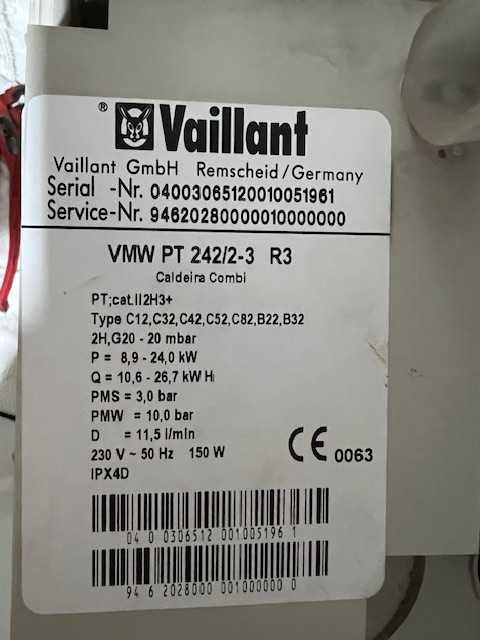 ® Vaillant
Vaillant GmbH Remscheid/Germany
Serial -Nr. 04003065120010051961
Service-Nr. 94620280000010000000
VMW PT 242/2-3 R3
Caldeira Combi
PT;cat.II2H3+
Type C12,C32,C42,C52,C82,B22,B32
2H,G20 - 20 mbar
P = 8,9 - 24,0 kW
Q = 10,6 - 26,7 kW Hi
PMS = 3,0 bar
PMW = 10,0 bar
D = 11,5 l/min
230 V ~ 50 Hz 150 W
IPX4D
CE 0063
04 0 0306512 001005196 1
94 6 2028000 001000000 0